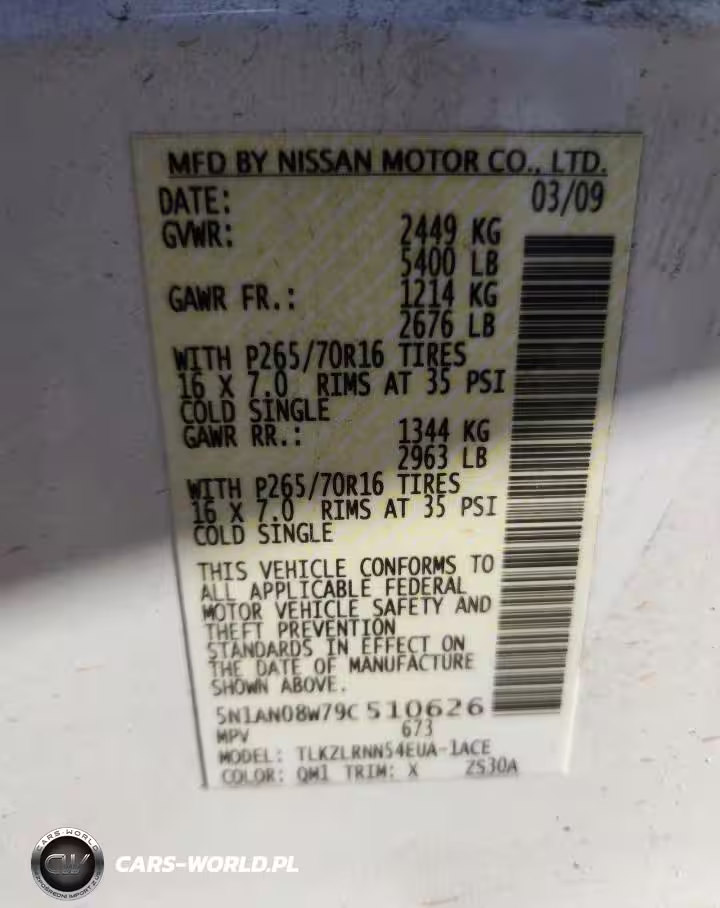 MFD BY NISSAN MOTOR CO., LTD.
DATE: 03/09
GVWR: 2449 KG
5400 LB
GAWR FR.: 1214 KG
2676 LB
WITH P265/70R16 TIRES
16 X 7.0 RIMS AT 35 PSI
COLD SINGLE
GAWR RR.: 1344 KG
2963 LB
WITH P265/70R16 TIRES
16 X 7.0 RIMS AT 35 PSI
COLD SINGLE
THIS VEHICLE CONFORMS TO
ALL APPLICABLE FEDERAL
MOTOR VEHICLE SAFETY AND
THEFT PREVENTION
STANDARDS IN EFFECT ON
THE DATE OF MANUFACTURE
SHOWN ABOVE.
5N1AN08W79C510626
MPV 673
MODEL: TLKZLRNN54EUA-1ACE
COLOR: QM1 TRIM: X ZS30A
CARS-WORLD
CW
CARS-WORLD.PL